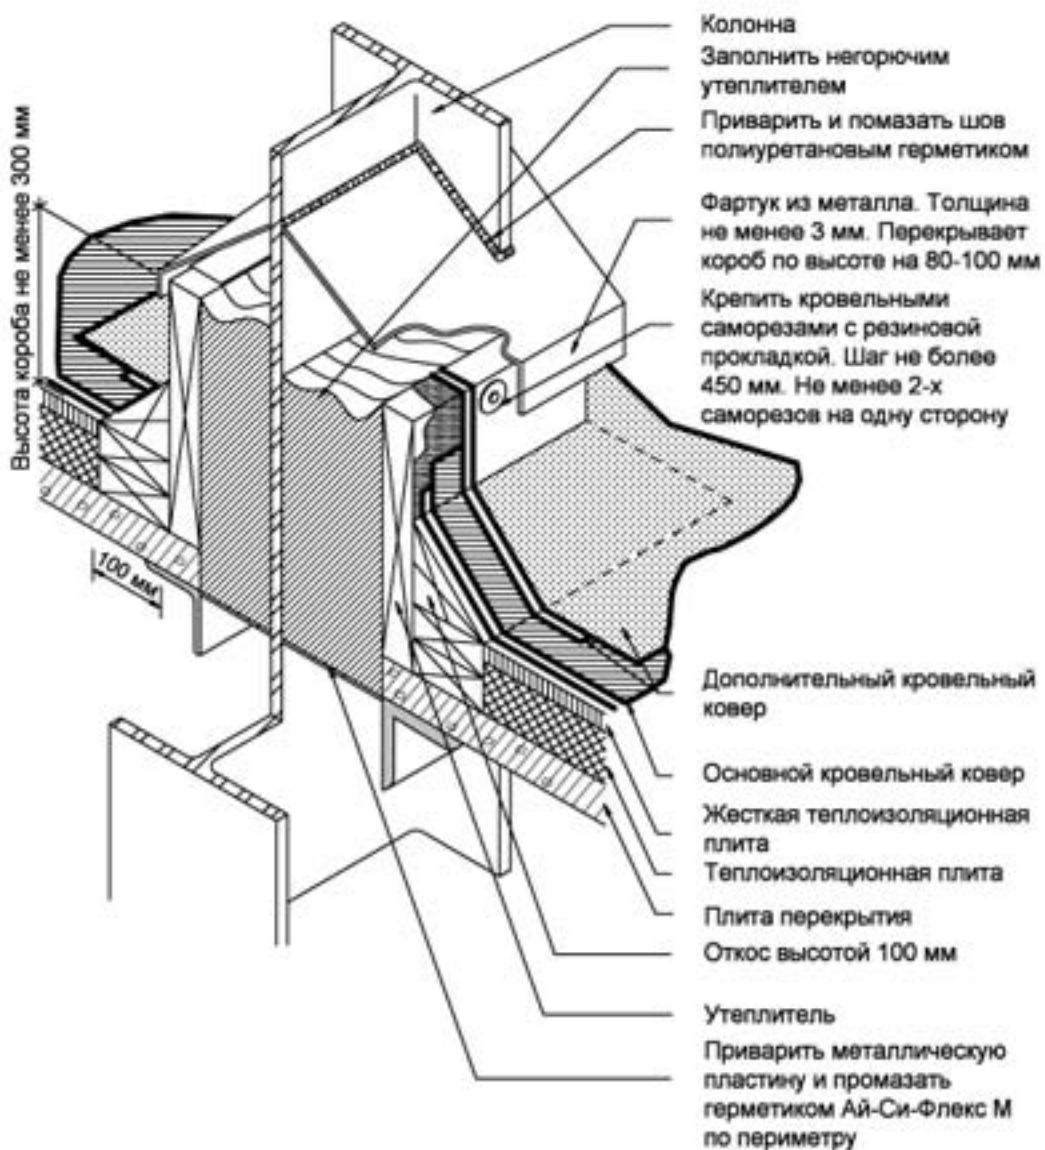 Колонна
Заполнить негорючим
утеплителем
Приварить и помазать шов
полиуретановым герметиком
Фартук из металла. Толщина
не менее 3 мм. Перекрывает
короб по высоте на 80-100 мм
Крепить кровельными
саморезами с резиновой
прокладкой. Шаг не более
450 мм. Не менее 2-х
саморезов на одну сторону
Высота короба не менее 300 мм
100 мм
Дополнительный кровельный
ковер
Основной кровельный ковер
Жесткая теплоизоляционная
плита
Теплоизоляционная плита
Плита перекрытия
Откос высотой 100 мм
Утеплитель
Приварить металлическую
пластину и промазать
герметиком Ай-Си-Флекс М
по периметру